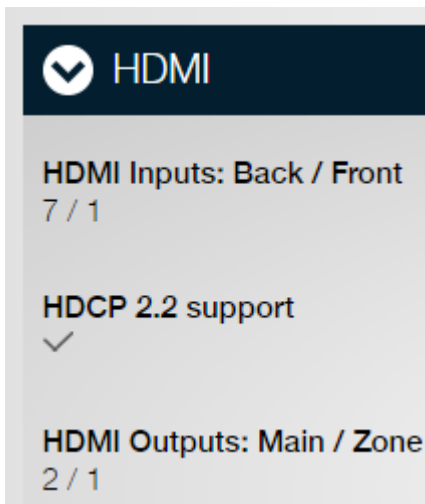 HDMI
HDMI Inputs: Back / Front
7 / 1
HDCP 2.2 support
HDMI Outputs: Main / Zone
2 / 1